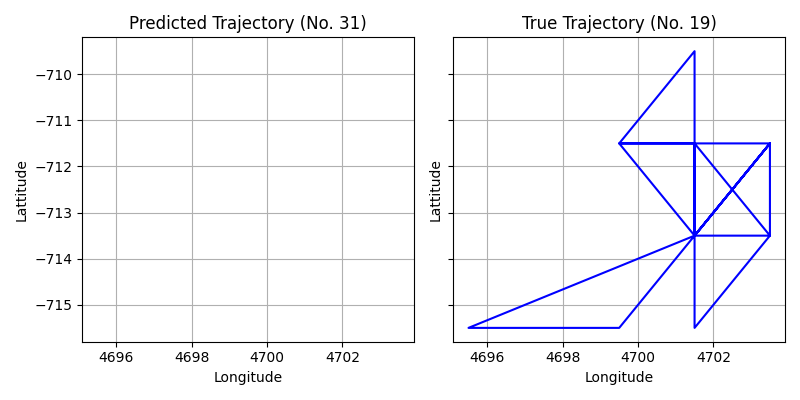 Predicted Trajectory (No. 31)
True Trajectory (No. 19)
Lattitude
−710
−711
−712
−713
−714
−715
4696
4698
4700
4702
Longitude
Lattitude
4696
4698
4700
4702
Longitude